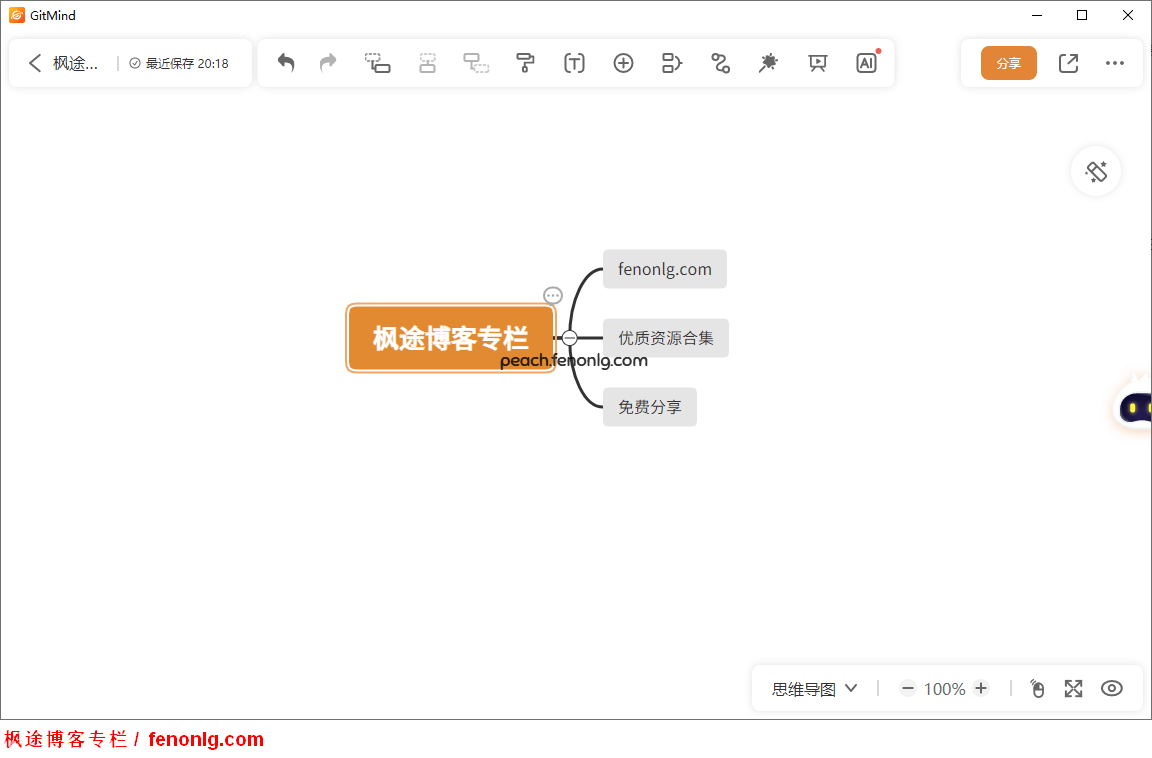 GitMind
枫途... 最近保存 20:18 T AI 分享
fenonlg.com
枫途博客专栏
优质资源合集
peach.fenonlg.com
免费分享
思维导图 100%
枫途博客专栏 / fenonlg.com